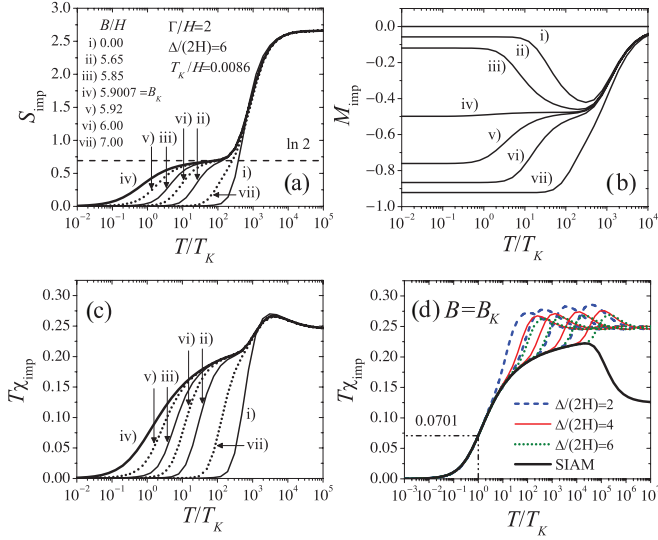 B/H
i) 0.00
ii) 5.65
iii) 5.85
iv) 5.9007 =B_K
v) 5.92
vi) 6.00
vii) 7.00
Γ/H=2
Δ/(2H)=6
T_K/H=0.0086
v) iii) vi) ii)
ln 2
iv)
i)
vii)
(a)
3.0
2.5
2.0
1.5
1.0
0.5
0.0
S_imp
10^-2 10^-1 10^0 10^1 10^2 10^3 10^4 10^5
T/T_K
0.0
−0.2
−0.4
−0.6
−0.8
−1.0
M_imp
i)
ii)
iii)
iv)
v)
vi)
vii)
(b)
10^-2 10^-1 10^0 10^1 10^2 10^3 10^4
T/T_K
(c)
0.30
0.25
0.20
0.15
0.10
0.05
0.00
Tχ_imp
vi) ii)
v) iii)
iv)
i)
vii)
10^-2 10^-1 10^0 10^1 10^2 10^3 10^4 10^5
T/T_K
(d) B=B_K
0.30
0.25
0.20
0.15
0.10
0.05
0.00
Tχ_imp
0.0701
Δ/(2H)=2
Δ/(2H)=4
Δ/(2H)=6
SIAM
10^-3 10^-2 10^-1 10^0 10^1 10^2 10^3 10^4 10^5 10^6 10^7
T/T_K